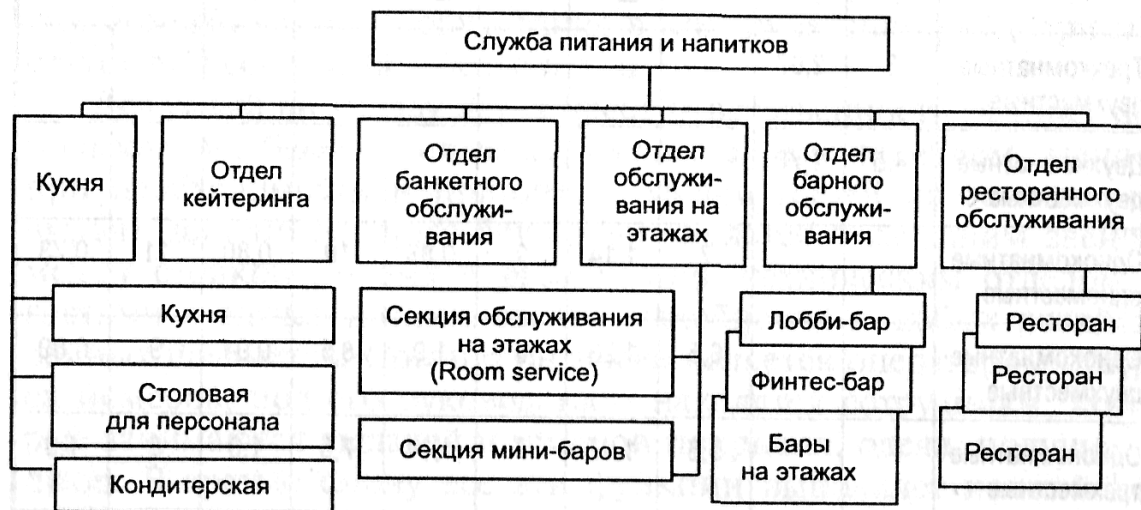 Служба питания и напитков
Кухня
Отдел
кейтеринга
Отдел
банкетного
обслужи-
вания
Отдел
обслужи-
вания на
этажах
Отдел
барного
обслужи-
вания
Отдел
ресторанного
обслуживания
Кухня
Столовая
для персонала
Кондитерская
Секция обслуживания
на этажах
(Room service)
Секция мини-баров
Лобби-бар
Финтес-бар
Бары
на этажах
Ресторан
Ресторан
Ресторан